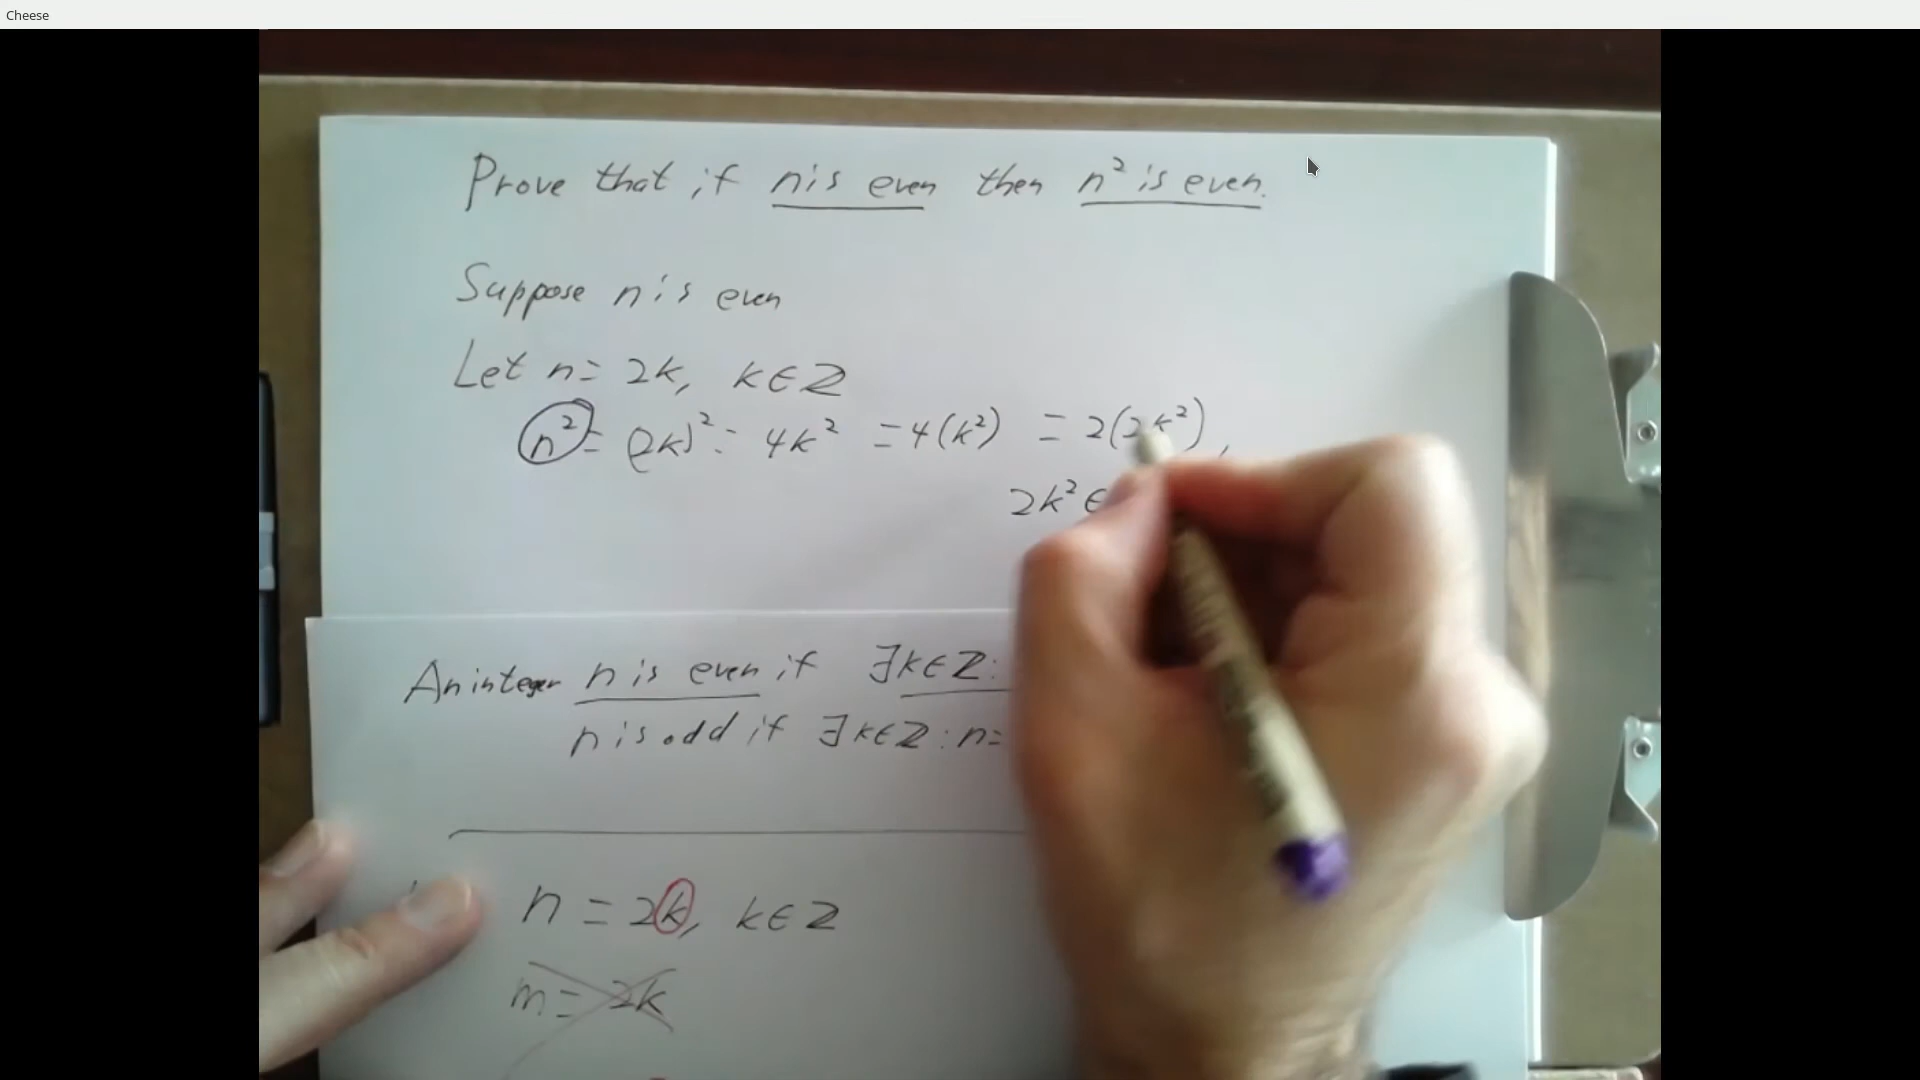 Cheese
Prove that if n is even then n² is even.
Suppose n is even
Let n = 2k, k∈ℤ
n² = (2k)² = 4k² = 4(k²) = 2(2k²),
2k² ∈
An integer n is even if ∃k∈ℤ:
n is odd if ∃k∈ℤ: n=
n = 2k, k∈ℤ
m = 2k